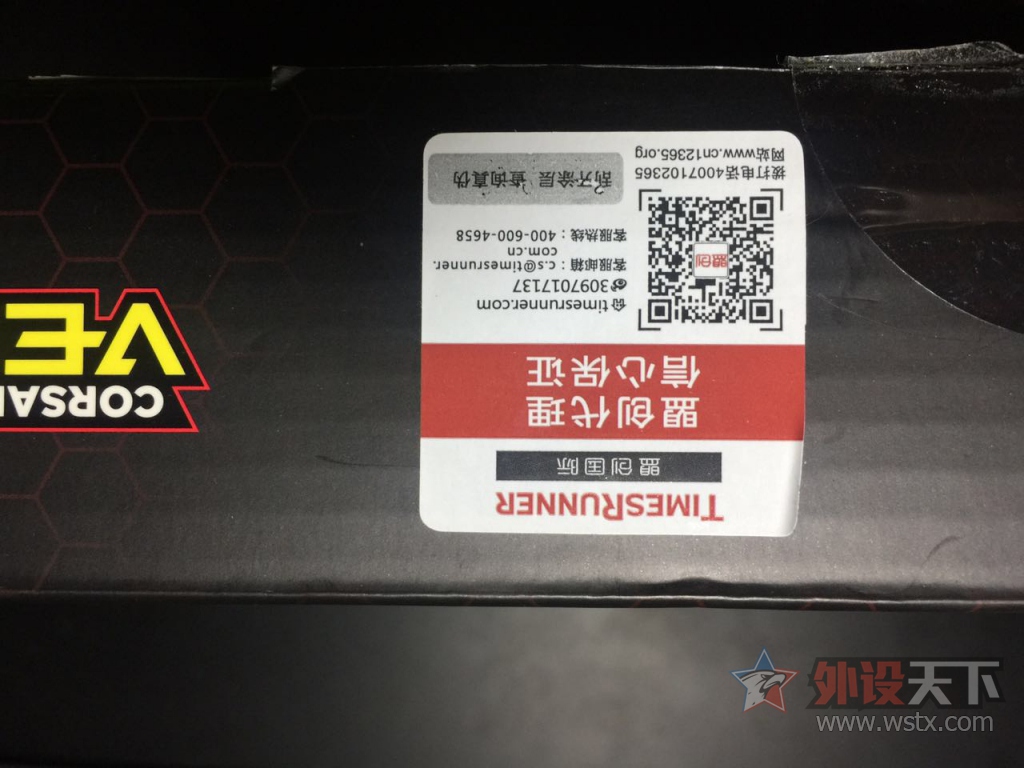 TIMESRUNNER
盟创国际
盟创代理
信心保证
timesrunner.com
3097017137
客服邮箱：c.s@timesrunner.
com.cn
客服热线：400-600-4658
刮开涂层 查询真伪
盟创
拨打电话4007102365
网站www.cn12365.org
CORSAI
VE
外设天下
www.wstx.com